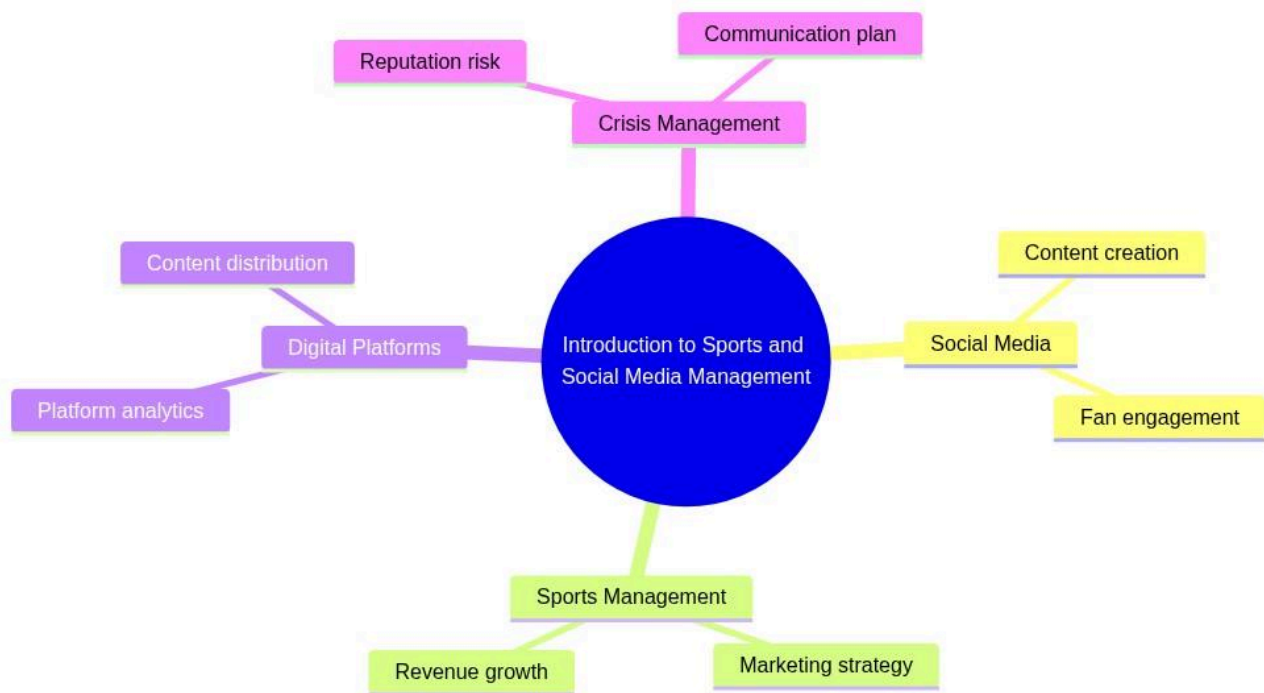 Communication plan
Reputation risk
Crisis Management
Content distribution
Digital Platforms
Platform analytics
Introduction to Sports and
Social Media Management
Content creation
Social Media
Fan engagement
Sports Management
Revenue growth
Marketing strategy